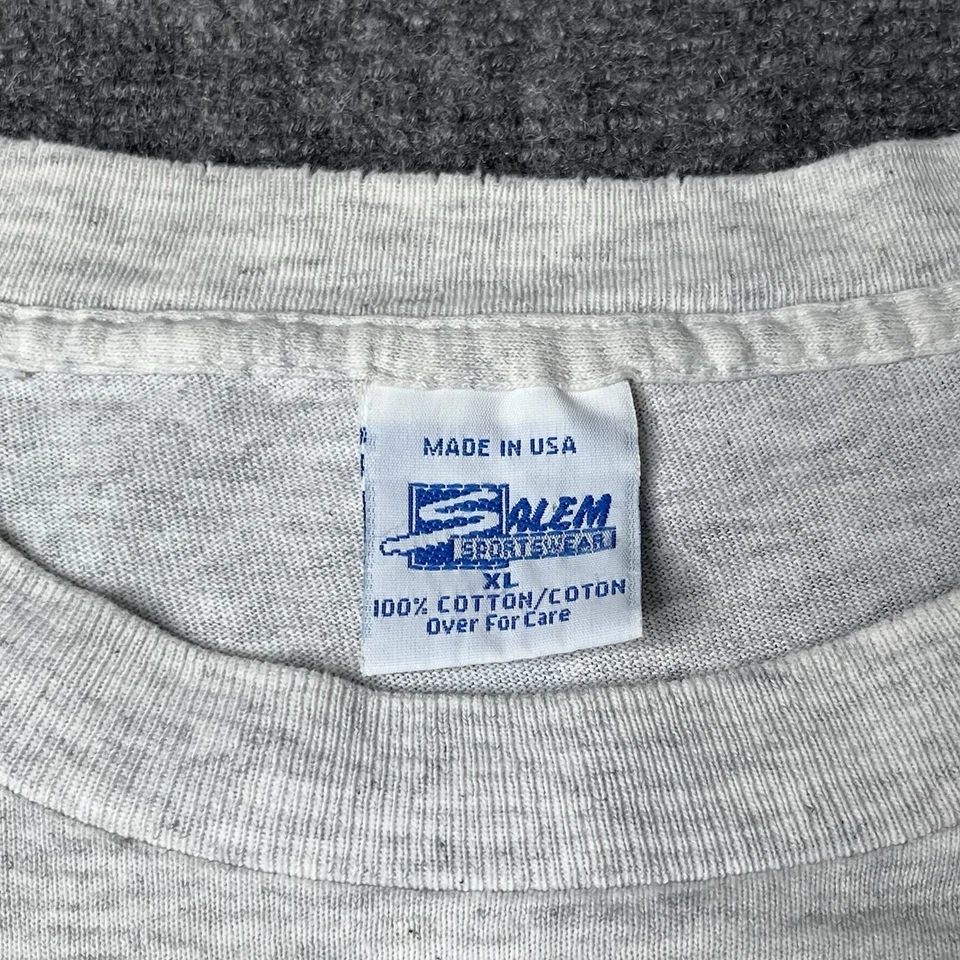 MADE IN USA
SALEM
SPORTSWEAR
XL
100% COTTON/COTON
Over For Care